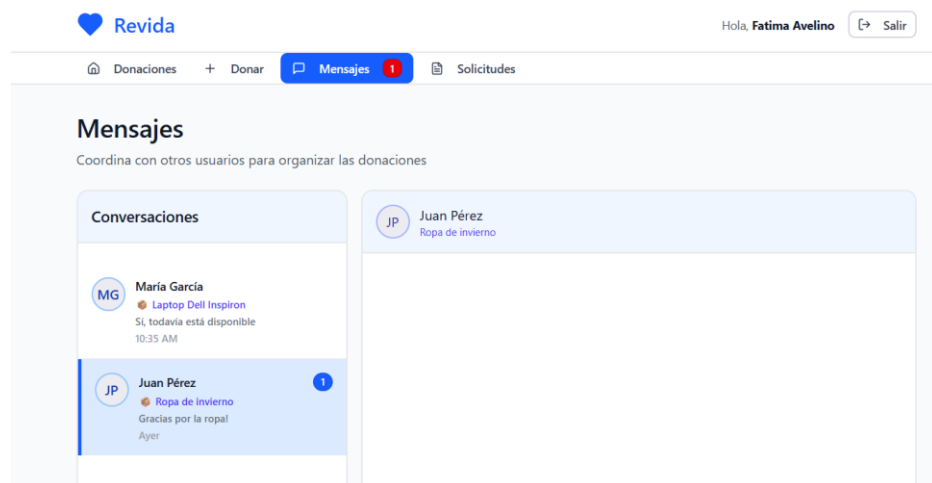 Revida
Hola, Fatima Avelino
Salir
Donaciones
Donar
Mensajes 1
Solicitudes
Mensajes
Coordina con otros usuarios para organizar las donaciones
Conversaciones
MG
María García
Laptop Dell Inspiron
Sí, todavia está disponible
10:35 AM
JP
Juan Pérez
1
Ropa de invierno
Gracias por la ropa!
Ayer
JP
Juan Pérez
Ropa de invierno